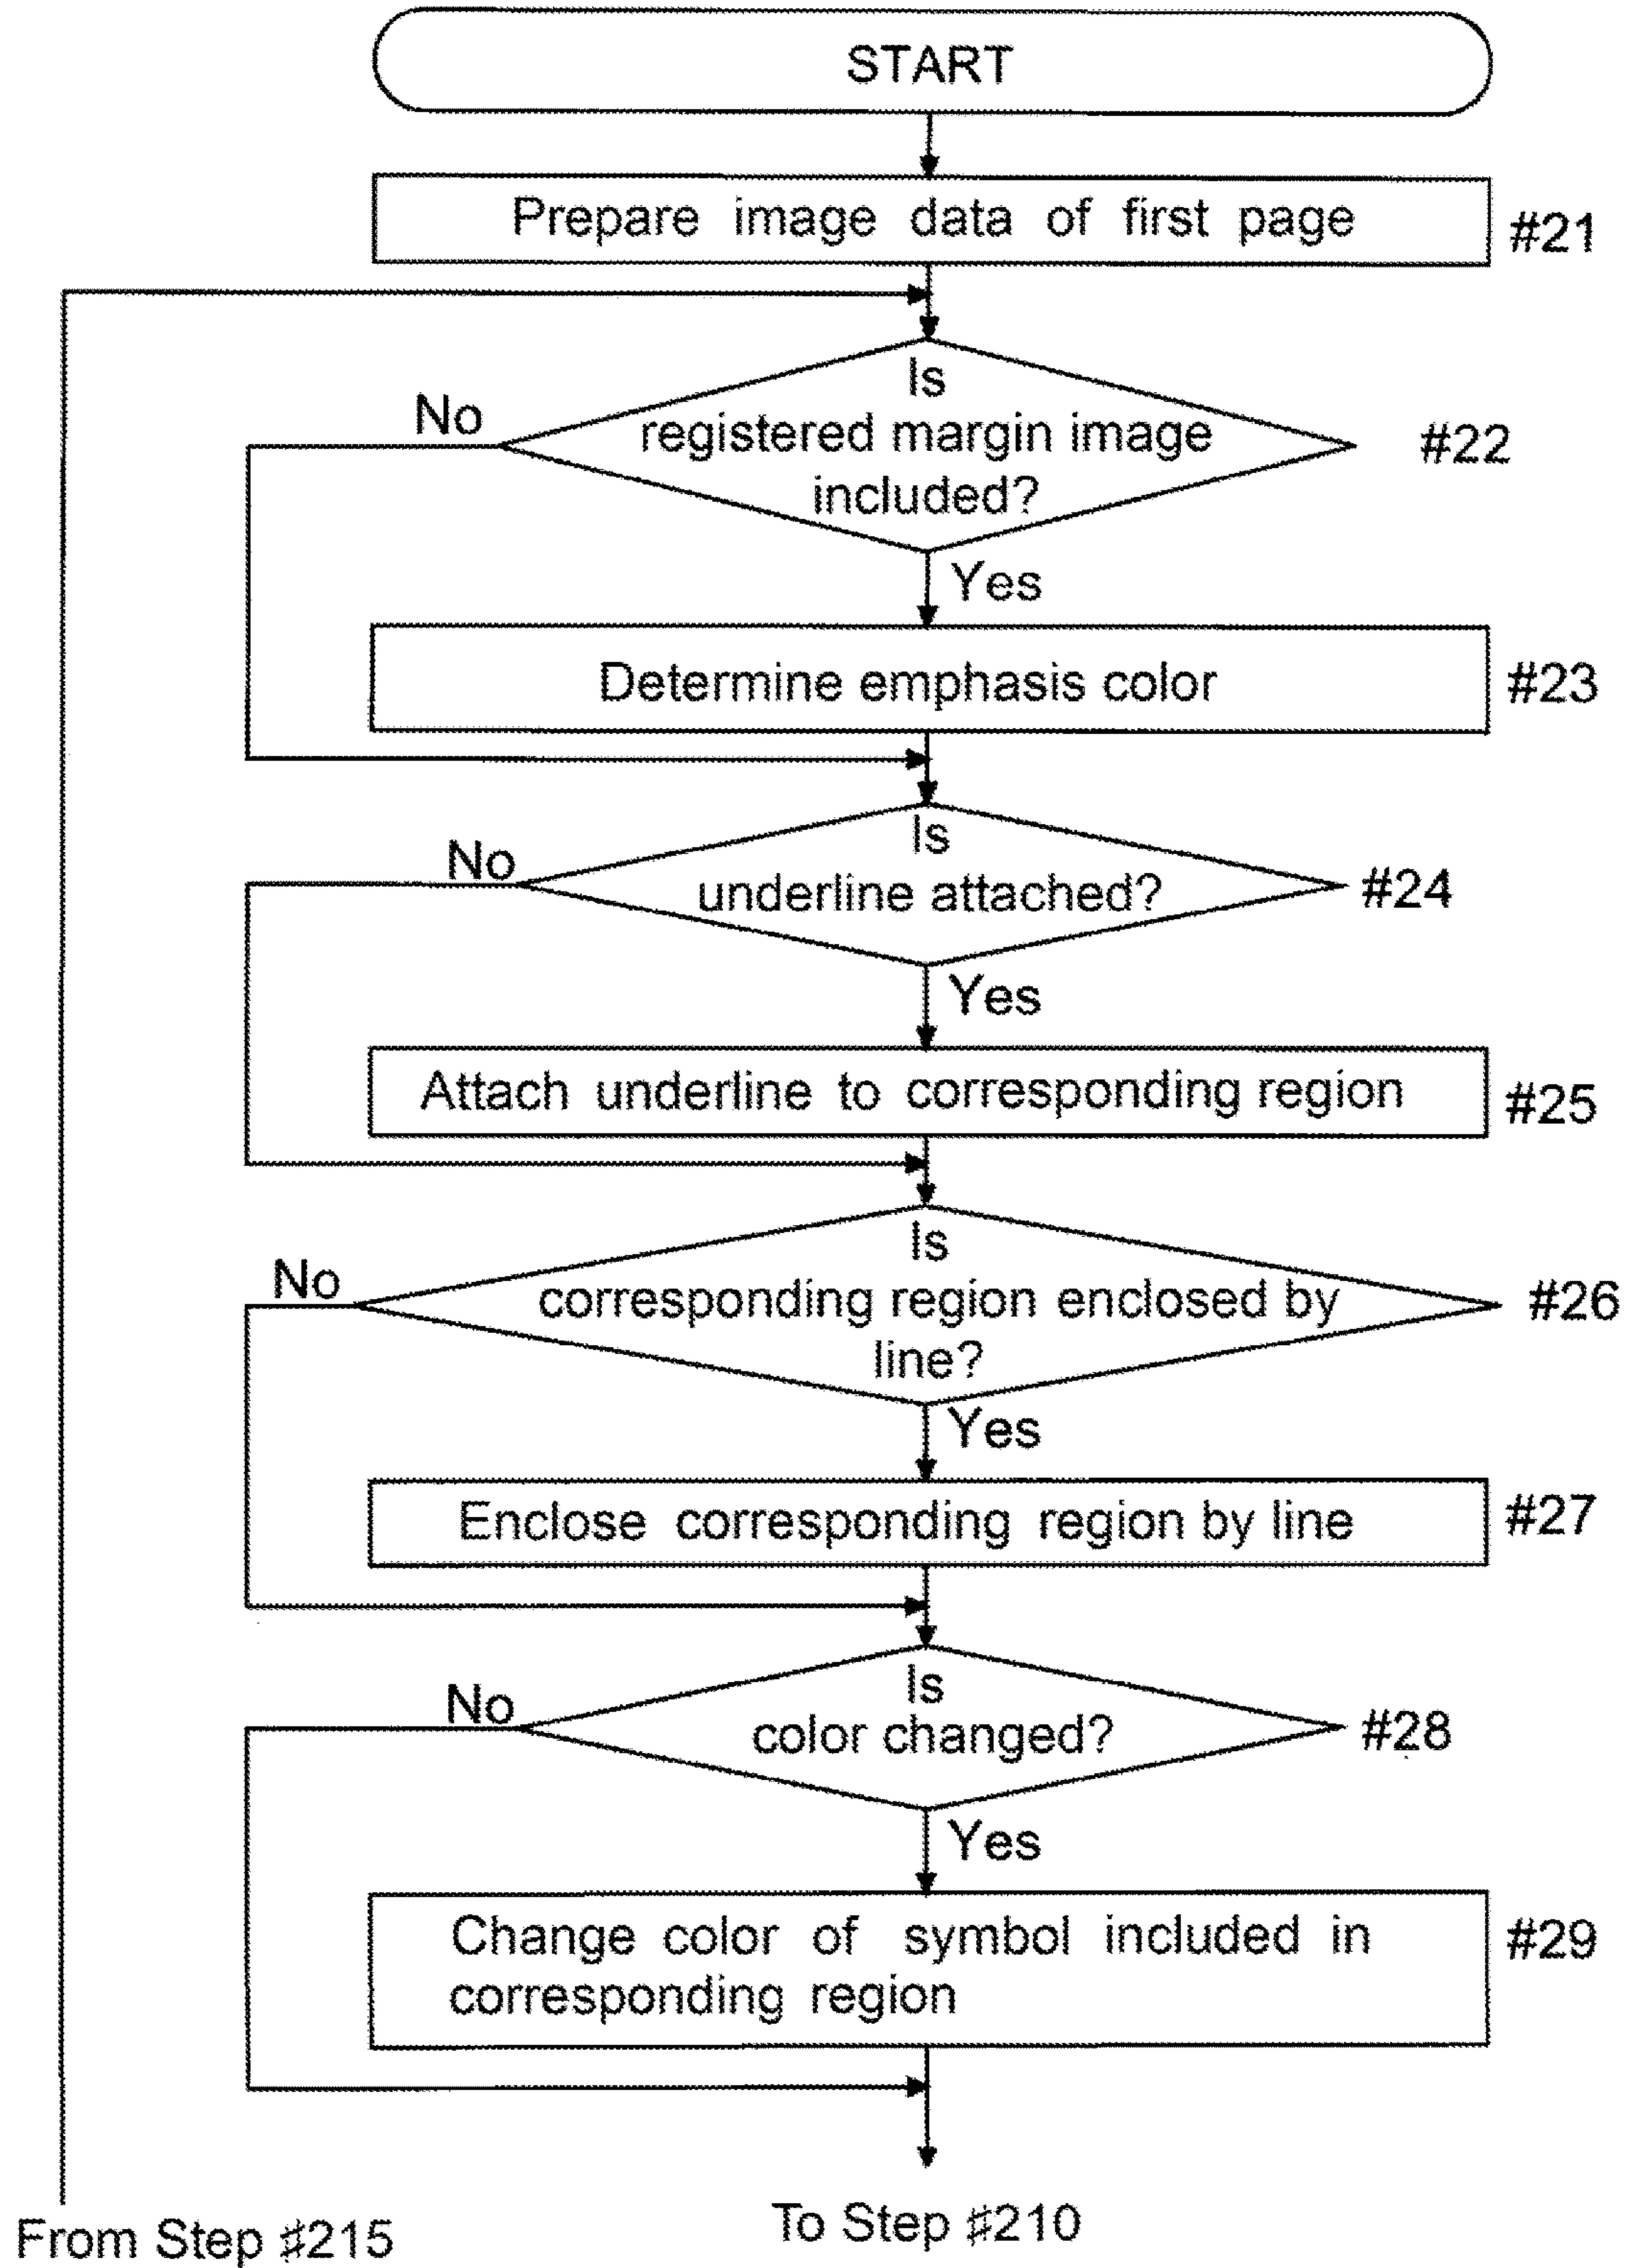 START
Prepare image data of first page
#21
Is
registered margin image
included?
No
#22
Yes
Determine emphasis color
#23
Is
underline attached?
No
#24
Yes
Attach underline to corresponding region
#25
Is
corresponding region enclosed by
line?
No
#26
Yes
Enclose corresponding region by line
#27
Is
color changed?
No
#28
Yes
Change color of symbol included in
corresponding region
#29
To Step ♯210
From Step ♯215